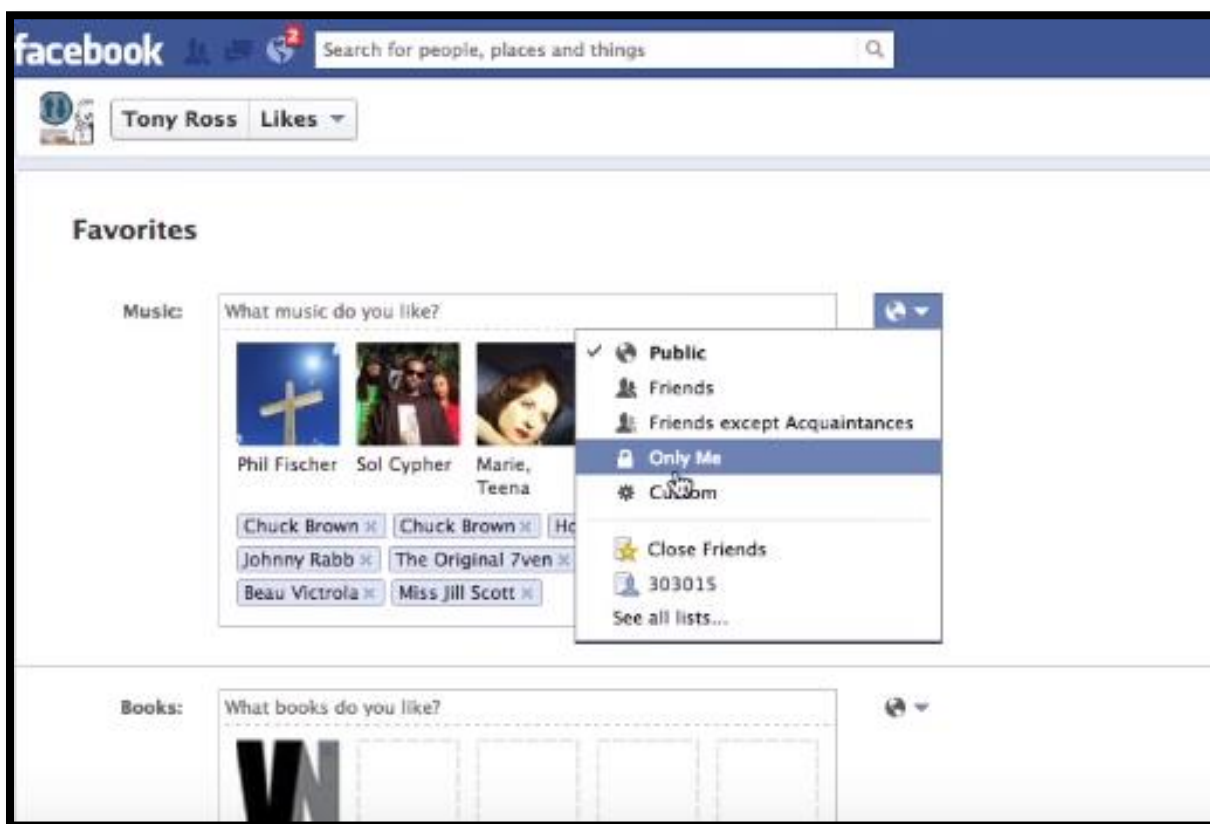 facebook 2 Search for people, places and things
Tony Ross Likes
Favorites
Music: What music do you like?
Public
Friends
Friends except Acquaintances
Only Me
Custom
Close Friends
303015
See all lists...
Phil Fischer Sol Cypher Marie, Teena
Chuck Brown × Chuck Brown ×
Johnny Rabb × The Original 7ven ×
Beau Victrola × Miss Jill Scott ×
Books: What books do you like?